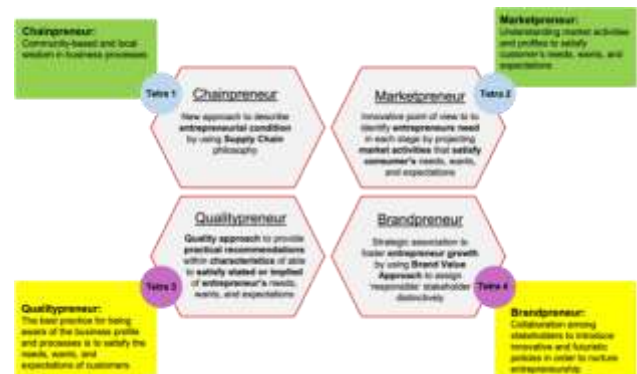 Chainpreneur:
Community-based and local
wisdom in business processes
Marketpreneur:
Understanding market activities
and profiles to satisfy
customer's needs, wants, and
expectations
Tetra 1
Chainpreneur
New approach to describe
entrepreneurial condition
by using Supply Chain
philosophy
Tetra 2
Marketpreneur
Innovative point of view is to
identify entrepreneurs need
in each stage by projecting
market activities that satisfy
consumer's needs, wants,
and expectations
Tetra 3
Qualitypreneur
Quality approach to provide
practical recommendations
within characteristics of able
to satisfy stated or implied
of entrepreneur's needs,
wants, and expectations
Tetra 4
Brandpreneur
Strategic association to
foster entrepreneur growth
by using Brand Value
Approach to assign
'responsible' stakeholder
distinctively
Qualitypreneur:
The best practice for being
aware of the business profile
and processes is to satisfy the
needs, wants, and
expectations of customers
Brandpreneur:
Collaboration among
stakeholders to introduce
innovative and futuristic
policies in order to nurture
entrepreneurship